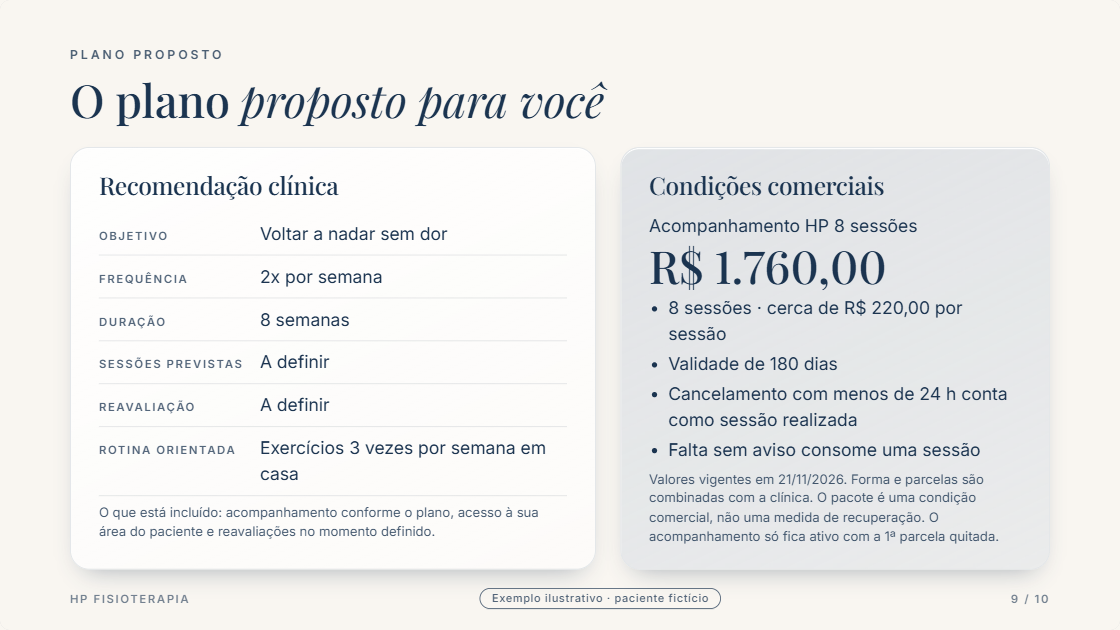 PLANO PROPOSTO
O plano proposto para você
Recomendação clínica
OBJETIVO Voltar a nadar sem dor
FREQUÊNCIA 2x por semana
DURAÇÃO 8 semanas
SESSÕES PREVISTAS A definir
REAVALIAÇÃO A definir
ROTINA ORIENTADA Exercícios 3 vezes por semana em
casa
O que está incluído: acompanhamento conforme o plano, acesso à sua
área do paciente e reavaliações no momento definido.
Condições comerciais
Acompanhamento HP 8 sessões
R$ 1.760,00
• 8 sessões · cerca de R$ 220,00 por
sessão
• Validade de 180 dias
• Cancelamento com menos de 24 h conta
como sessão realizada
• Falta sem aviso consome uma sessão
Valores vigentes em 21/11/2026. Forma e parcelas são
combinadas com a clínica. O pacote é uma condição
comercial, não uma medida de recuperação. O
acompanhamento só fica ativo com a 1ª parcela quitada.
HP FISIOTERAPIA
Exemplo ilustrativo · paciente fictício
9 / 10